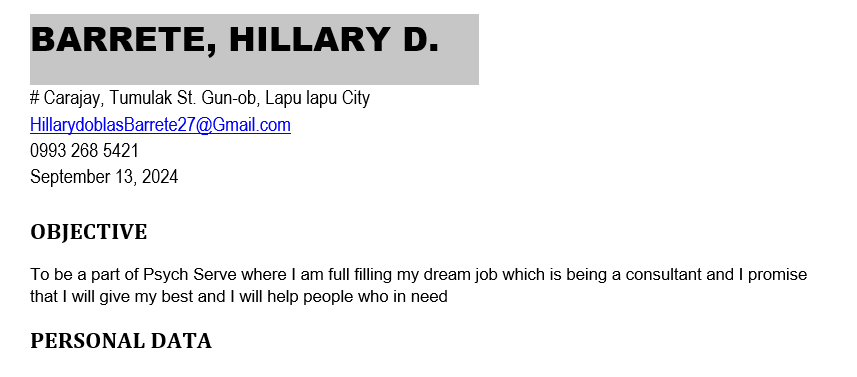 BARRETE, HILLARY D.
# Carajay, Tumulak St. Gun-ob, Lapu lapu City
HillarydoblasBarrete27@Gmail.com
0993 268 5421
September 13, 2024
OBJECTIVE
To be a part of Psych Serve where I am full filling my dream job which is being a consultant and I promise
that I will give my best and I will help people who in need
PERSONAL DATA